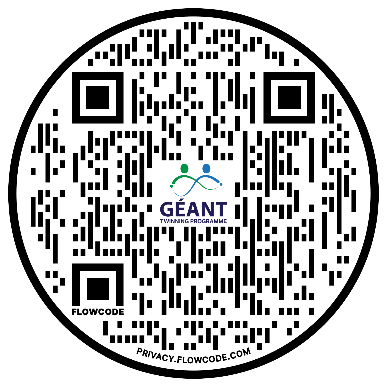 GÉANT
TWINNING PROGRAMME
FLOWCODE
PRIVACY.FLOWCODE.COM